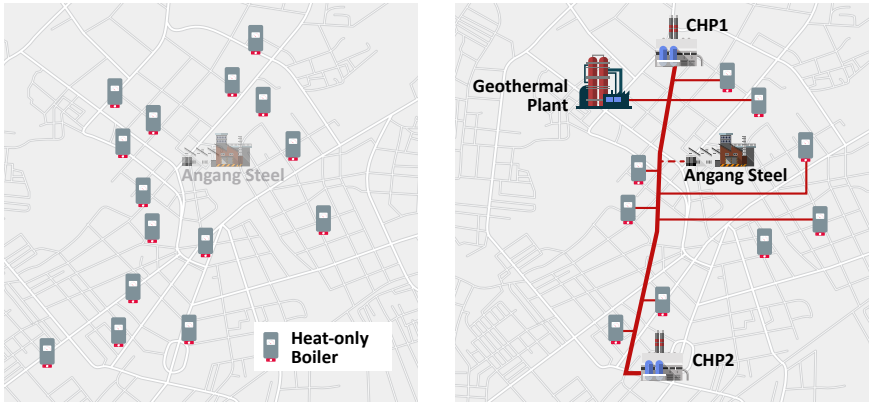 Angang Steel
Heat-only
Boiler
CHP1
Geothermal
Plant
Angang Steel
CHP2